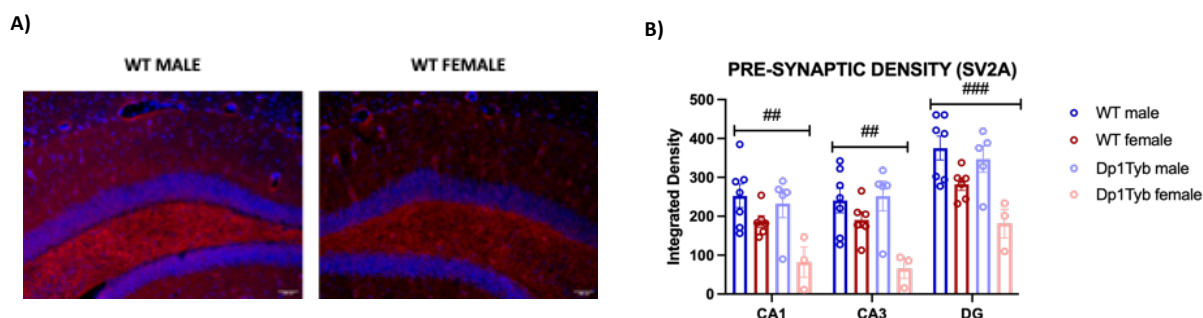 A)
WT MALE
WT FEMALE
B)
PRE-SYNAPTIC DENSITY (SV2A)
Integrated Density
500
400
300
200
100
0
##
##
###
CA1
CA3
DG
WT male
WT female
Dp1Tyb male
Dp1Tyb female